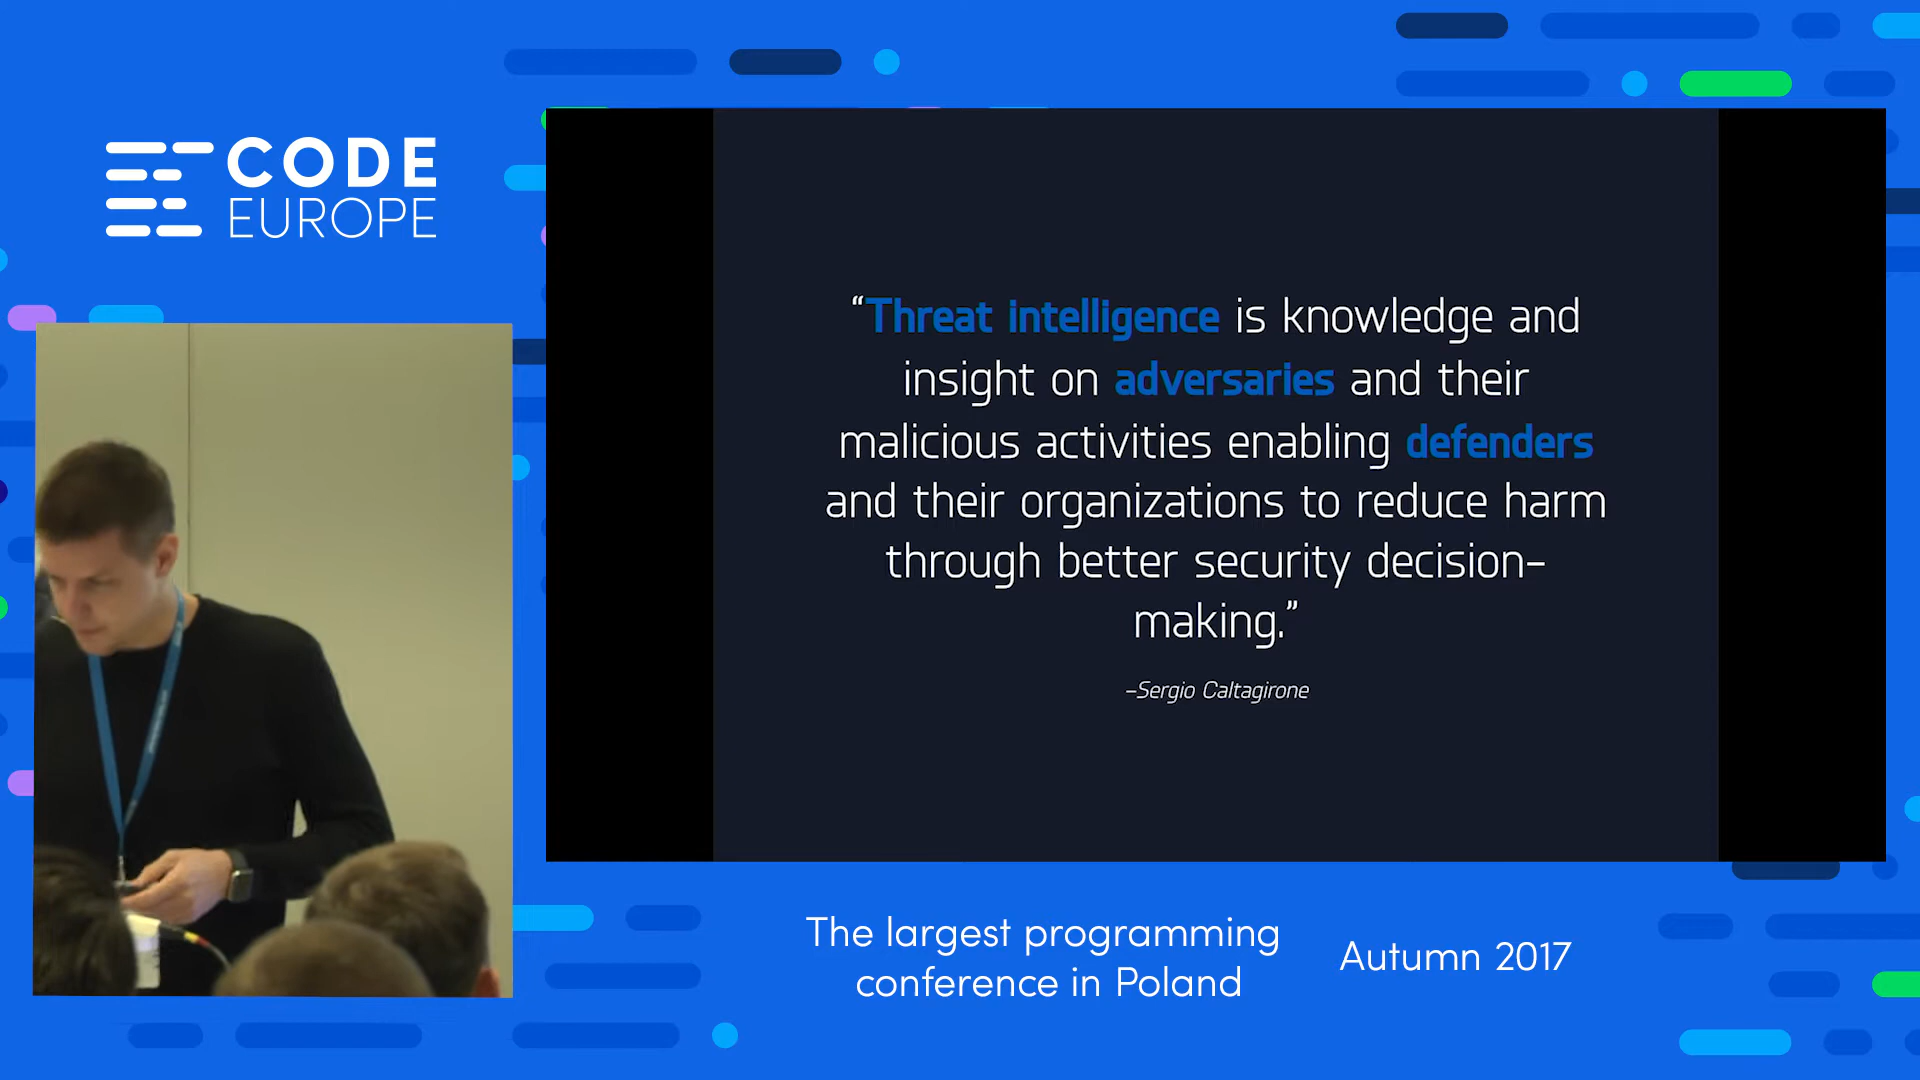 CODE
EUROPE
“Threat intelligence is knowledge and
insight on adversaries and their
malicious activities enabling defenders
and their organizations to reduce harm
through better security decision-
making.”
–Sergio Caltagirone
The largest programming
conference in Poland
Autumn 2017